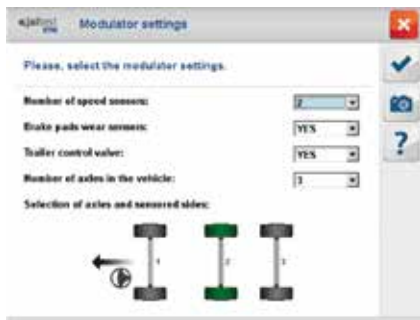 ejaltest
Modulator settings
Please, select the modulator settings.
Number of speed sensors:
2
Brake pads wear sensors:
YES
Trailer control valve:
YES
Number of axles in the vehicle:
3
Selection of axles and sensored sides:
1
2
3
?